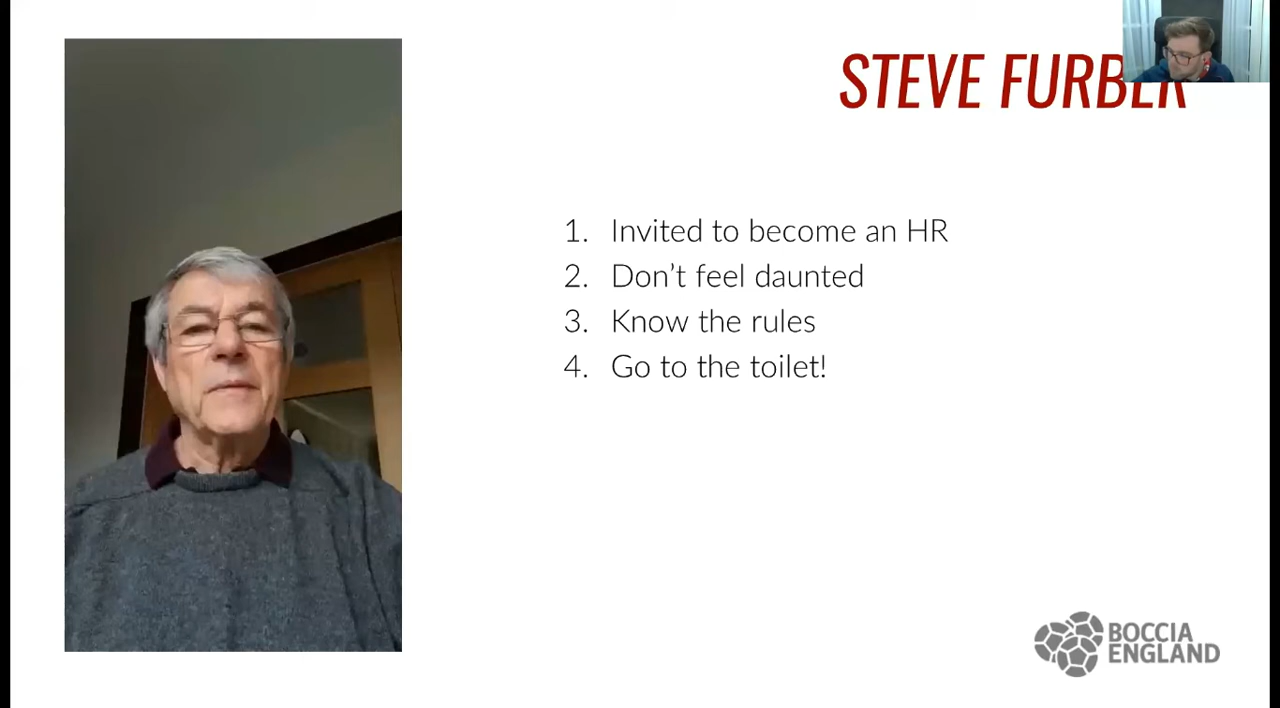 STEVE FURBER
1. Invited to become an HR
2. Don't feel daunted
3. Know the rules
4. Go to the toilet!
BOCCIA
ENGLAND